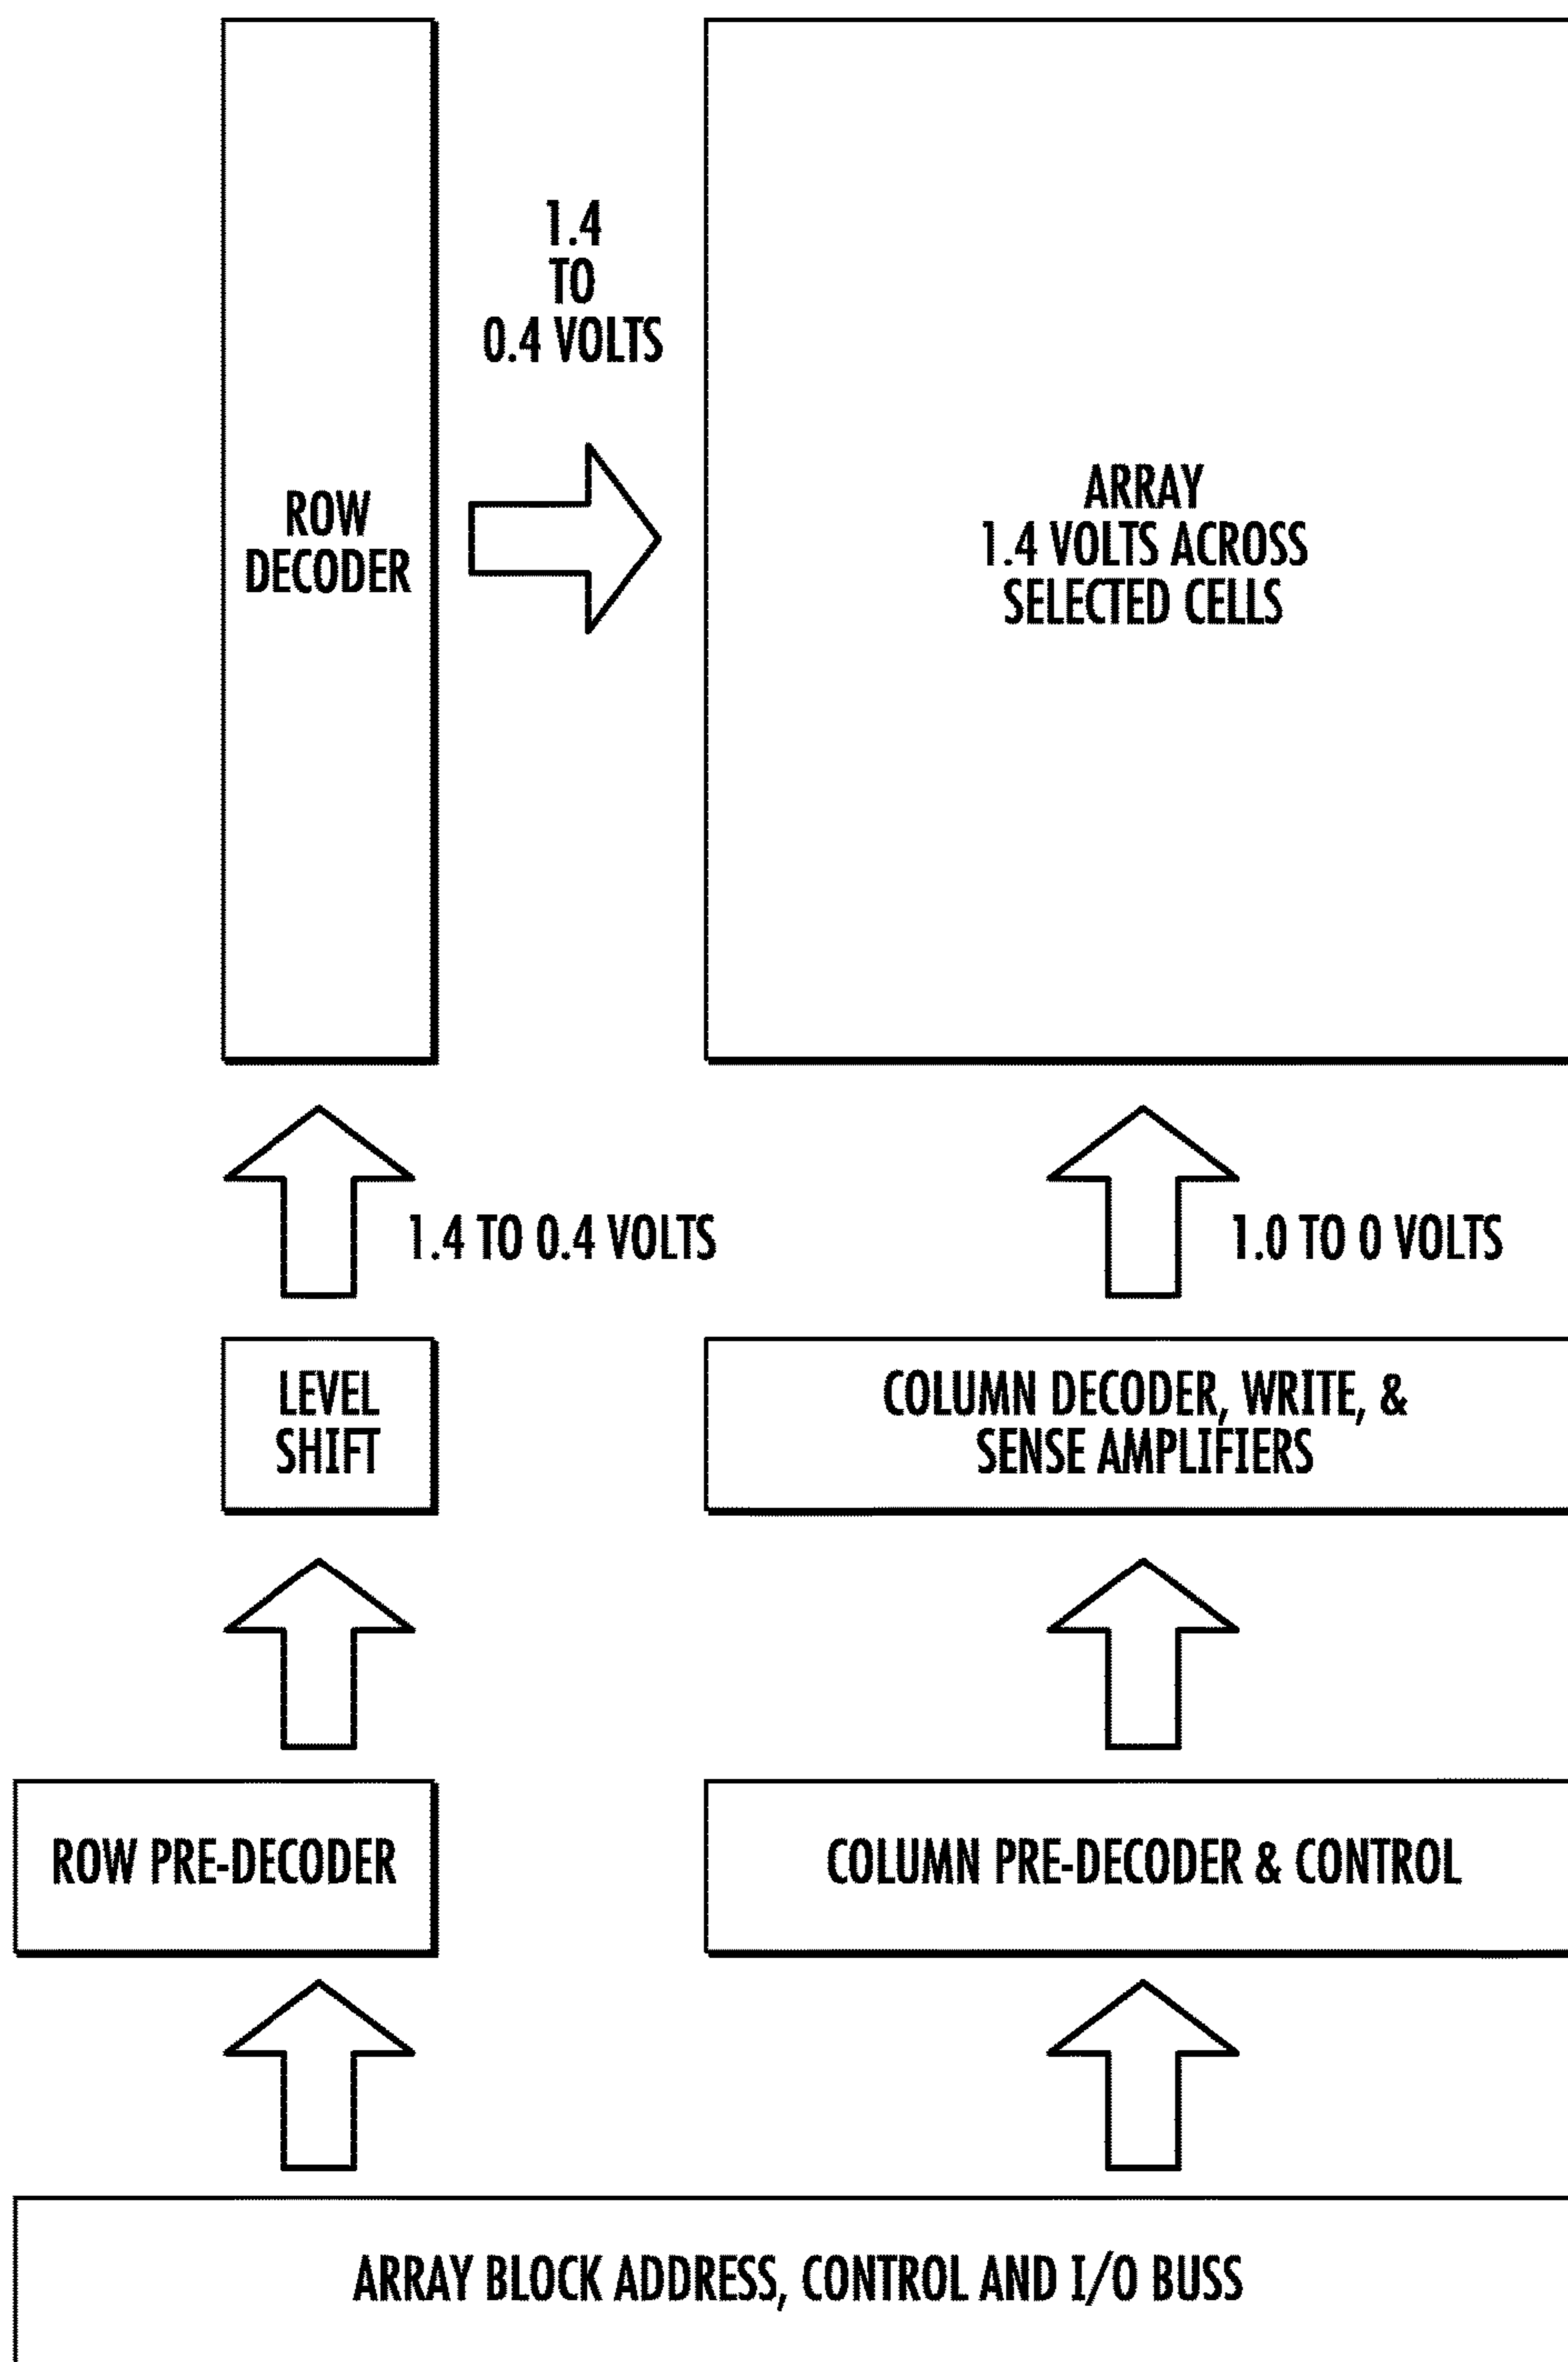 1.4
TO
0.4 VOLTS
ROW
DECODER
ARRAY
1.4 VOLTS ACROSS
SELECTED CELLS
1.4 TO 0.4 VOLTS
1.0 TO 0 VOLTS
LEVEL
SHIFT
COLUMN DECODER, WRITE, &
SENSE AMPLIFIERS
ROW PRE-DECODER
COLUMN PRE-DECODER & CONTROL
ARRAY BLOCK ADDRESS, CONTROL AND I/O BUSS